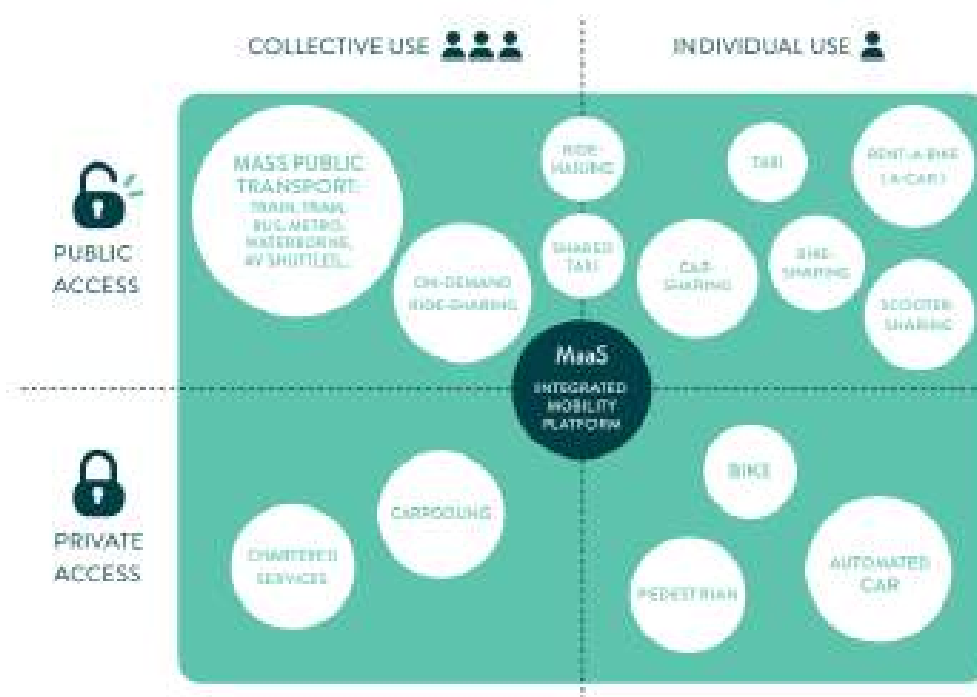 COLLECTIVE USE
INDIVIDUAL USE
PUBLIC
ACCESS
MASS PUBLIC
TRANSPORT:
TRAIN, TRAM,
BUS, METRO,
WATERBORNE,
AV SHUTTLES...
ON-DEMAND
RIDE-SHARING
RIDE-
HAILING
SHARED
TAXI
TAXI
RENT-A-BIKE
(-A-CAR)
CAR-
SHARING
BIKE-
SHARING
SCOOTER-
SHARING
MaaS
INTEGRATED
MOBILITY
PLATFORM
PRIVATE
ACCESS
CHARTERED
SERVICES
CARPOOLING
BIKE
PEDESTRIAN
AUTOMATED
CAR